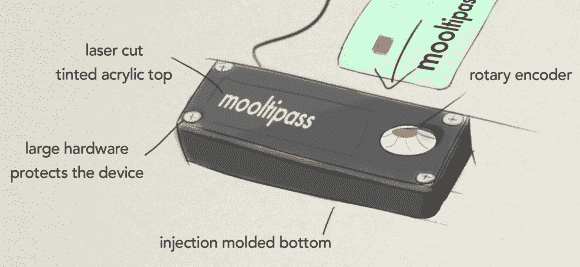 laser cut
tinted acrylic top
mooltipass
rotary encoder
mooltipass
large hardware
protects the device
injection molded bottom